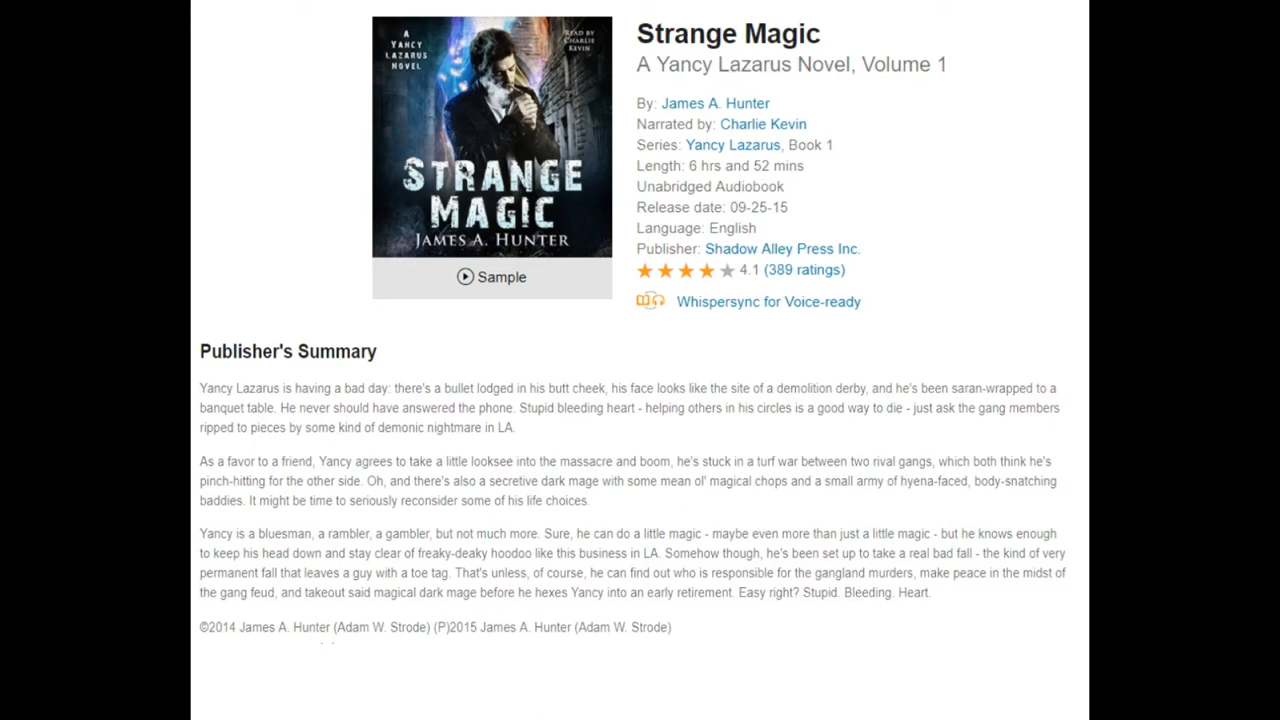 A
YANCY
LAZARUS
NOVEL
READ BY
CHARLIE
KEVIN
STRANGE
MAGIC
JAMES A. HUNTER
Sample
Strange Magic
A Yancy Lazarus Novel, Volume 1
By: James A. Hunter
Narrated by: Charlie Kevin
Series: Yancy Lazarus, Book 1
Length: 6 hrs and 52 mins
Unabridged Audiobook
Release date: 09-25-15
Language: English
Publisher: Shadow Alley Press Inc.
4.1 (389 ratings)
Whispersync for Voice-ready
Publisher's Summary
Yancy Lazarus is having a bad day: there's a bullet lodged in his butt cheek, his face looks like the site of a demolition derby, and he's been saran-wrapped to a
banquet table. He never should have answered the phone. Stupid bleeding heart - helping others in his circles is a good way to die - just ask the gang members
ripped to pieces by some kind of demonic nightmare in LA.
As a favor to a friend, Yancy agrees to take a little looksee into the massacre and boom, he's stuck in a turf war between two rival gangs, which both think he's
pinch-hitting for the other side. Oh, and there's also a secretive dark mage with some mean ol' magical chops and a small army of hyena-faced, body-snatching
baddies. It might be time to seriously reconsider some of his life choices.
Yancy is a bluesman, a rambler, a gambler, but not much more. Sure, he can do a little magic - maybe even more than just a little magic - but he knows enough
to keep his head down and stay clear of freaky-deaky hoodoo like this business in LA. Somehow though, he's been set up to take a real bad fall - the kind of very
permanent fall that leaves a guy with a toe tag. That's unless, of course, he can find out who is responsible for the gangland murders, make peace in the midst of
the gang feud, and takeout said magical dark mage before he hexes Yancy into an early retirement. Easy right? Stupid. Bleeding. Heart.
©2014 James A. Hunter (Adam W. Strode) (P)2015 James A. Hunter (Adam W. Strode)